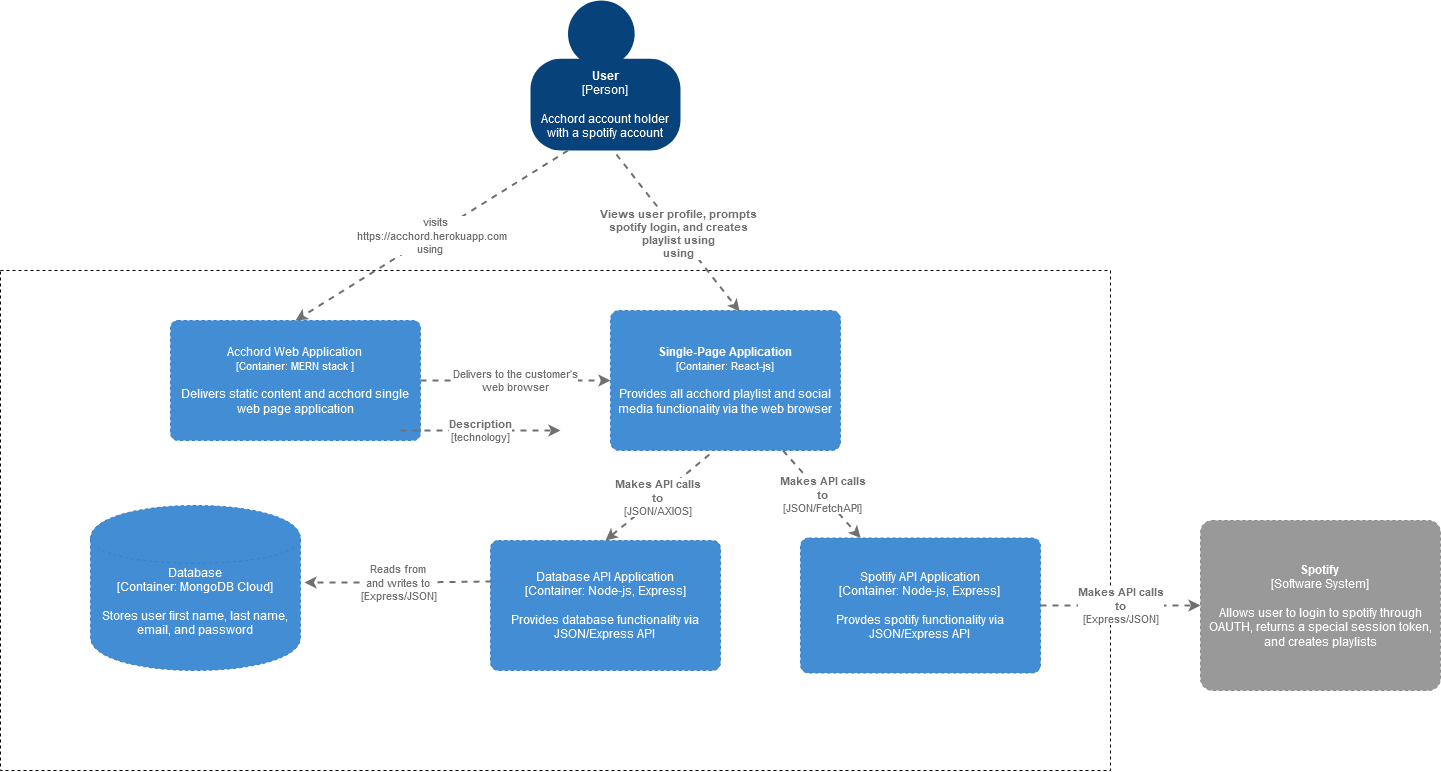 User
[Person]
Acchord account holder
with a spotify account
visits
https://acchord.herokuapp.com
using
Views user profile, prompts
spotify login, and creates
playlist using
using
Acchord Web Application
[Container: MERN stack ]
Delivers static content and acchord single
web page application
Delivers to the customer's
web browser
Description
[technology]
Single-Page Application
[Container: React-js]
Provides all acchord playlist and social
media functionality via the web browser
Makes API calls
to
[JSON/AXIOS]
Makes API calls
to
[JSON/FetchAPI]
Database
[Container: MongoDB Cloud]
Stores user first name, last name,
email, and password
Reads from
and writes to
[Express/JSON]
Database API Application
[Container: Node-js, Express]
Provides database functionality via
JSON/Express API
Spotify API Application
[Container: Node-js, Express]
Provdes spotify functionality via
JSON/Express API
Makes API calls
to
[Express/JSON]
Spotify
[Software System]
Allows user to login to spotify through
OAUTH, returns a special session token,
and creates playlists